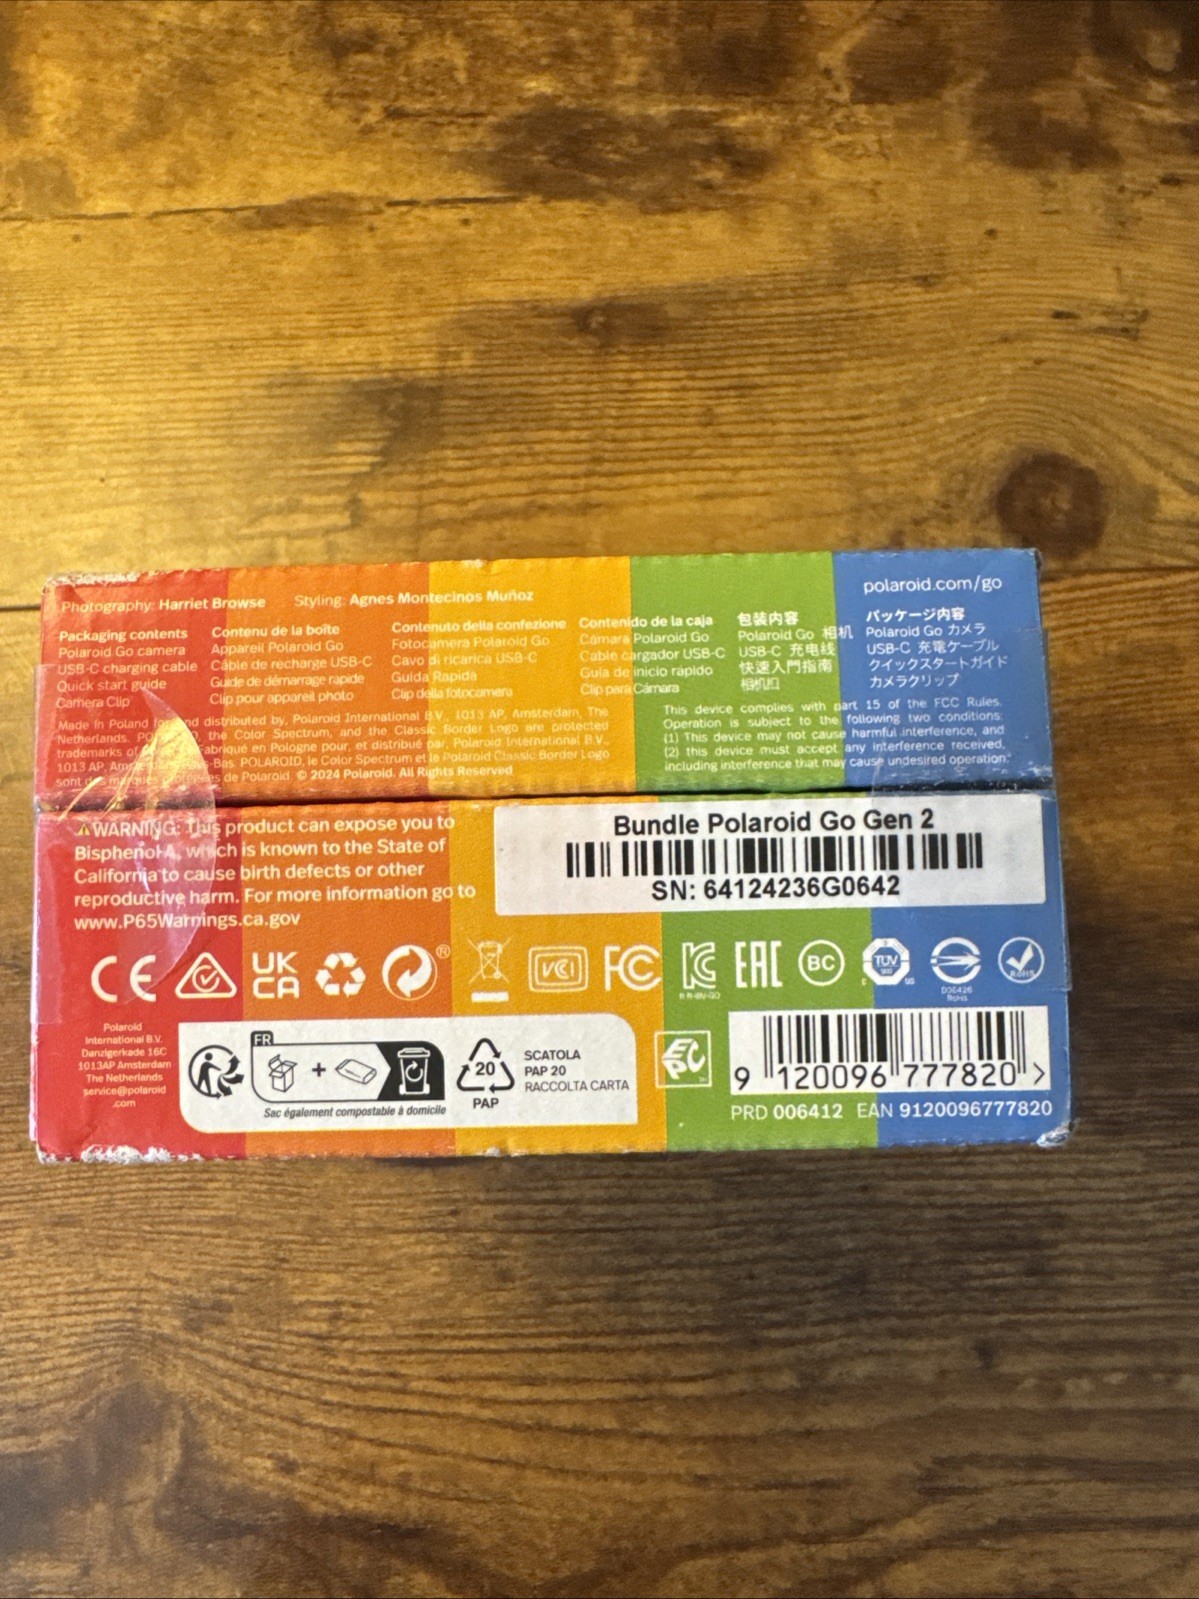 Photography: Harriet Browse Styling: Agnes Montecinos Muñoz
polaroid.com/go
Packaging contents
Polaroid Go camera
USB-C charging cable
Quick start guide
Camera Clip
Contenu de la boîte
Appareil Polaroid Go
Câble de recharge USB-C
Guide de démarrage rapide
Clip pour appareil photo
Contenuto della confezione
Fotocamera Polaroid Go
Cavo di ricarica USB-C
Guida Rapida
Clip della fotocamera
Contenido de la caja
Cámara Polaroid Go
Cable cargador USB-C
Guía de inicio rápido
Clip para Cámara
包装内容
Polaroid Go 相机
USB-C 充电线
快速入門指南
パッケージ内容
Polaroid Go カメラ
USB-C 充電ケーブル
クイックスタートガイド
カメラクリップ
Made in Poland for and distributed by, Polaroid International B.V., 1013 AP, Amsterdam, The
Netherlands. the Color Spectrum, and the Classic Border Logo are protected
trademarks of Fabriqué en Pologne pour, et distribué par, Polaroid International B.V.,
1013 AP, POLAROID, le Color Spectrum et le Polaroid Classic Border Logo
sont des marques de Polaroid. © 2024 Polaroid. All Rights Reserved
This device complies with part 15 of the FCC Rules.
Operation is subject to the following two conditions:
(1) This device may not cause harmful interference, and
(2) this device must accept any interference received,
including interference that may cause undesired operation.
⚠WARNING: This product can expose you to
Bisphenol-A, which is known to the State of
California to cause birth defects or other
reproductive harm. For more information go to
www.P65Warnings.ca.gov
Bundle Polaroid Go Gen 2
SN: 64124236G0642
CE
UK
CA
VCI
FC
KC
EAC
BC
TUV
C US
D36426
RoHS
RoHS
Polaroid
International B.V.
Danzigerkade 16C
1013AP Amsterdam
The Netherlands
service@polaroid
.com
FR
+
Sac également compostable à domicile
20
PAP
SCATOLA
PAP 20
RACCOLTA CARTA
EPC
9 120096 777820 >
PRD 006412 EAN 9120096777820